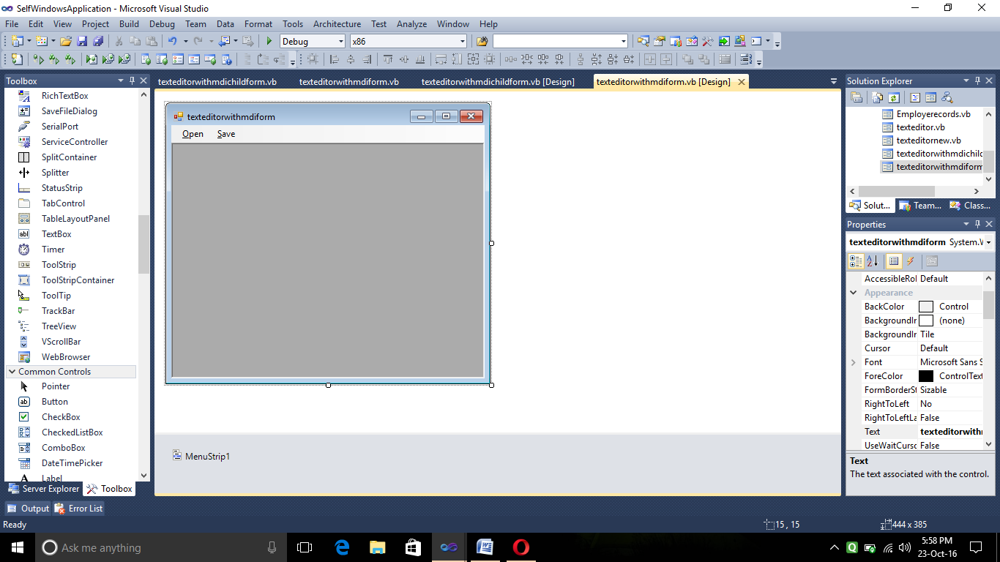 SelfWindowsApplication - Microsoft Visual Studio
File Edit View Project Build Debug Team Data Format Tools Architecture Test Analyze Window Help
Debug x86
Toolbox
RichTextBox
SaveFileDialog
SerialPort
ServiceController
SplitContainer
Splitter
StatusStrip
TabControl
TableLayoutPanel
TextBox
Timer
ToolStrip
ToolStripContainer
ToolTip
TrackBar
TreeView
VScrollBar
WebBrowser
Common Controls
Pointer
Button
CheckBox
CheckedListBox
ComboBox
DateTimePicker
Label
Server Explorer Toolbox
texteditorwithmdichildform.vb texteditorwithmdiform.vb texteditorwithmdichildform.vb [Design] texteditorwithmdiform.vb [Design]
texteditorwithmdiform
Open Save
MenuStrip1
Solution Explorer
Employerecords.vb
texteditor.vb
texteditornew.vb
texteditorwithmdichild
texteditorwithmdiform
Solut... Team... Class...
Properties
texteditorwithmdiform System.W
AccessibleRol Default
Appearance
BackColor Control
BackgroundIr (none)
BackgroundIr Tile
Cursor Default
Font Microsoft Sans S
ForeColor ControlText
FormBorderSt Sizable
RightToLeft No
RightToLeftLa False
Text texteditorwith
UseWaitCurso False
Text
The text associated with the control.
Output Error List
Ready 15 , 15 444 x 385
Ask me anything
5:58 PM
23-Oct-16